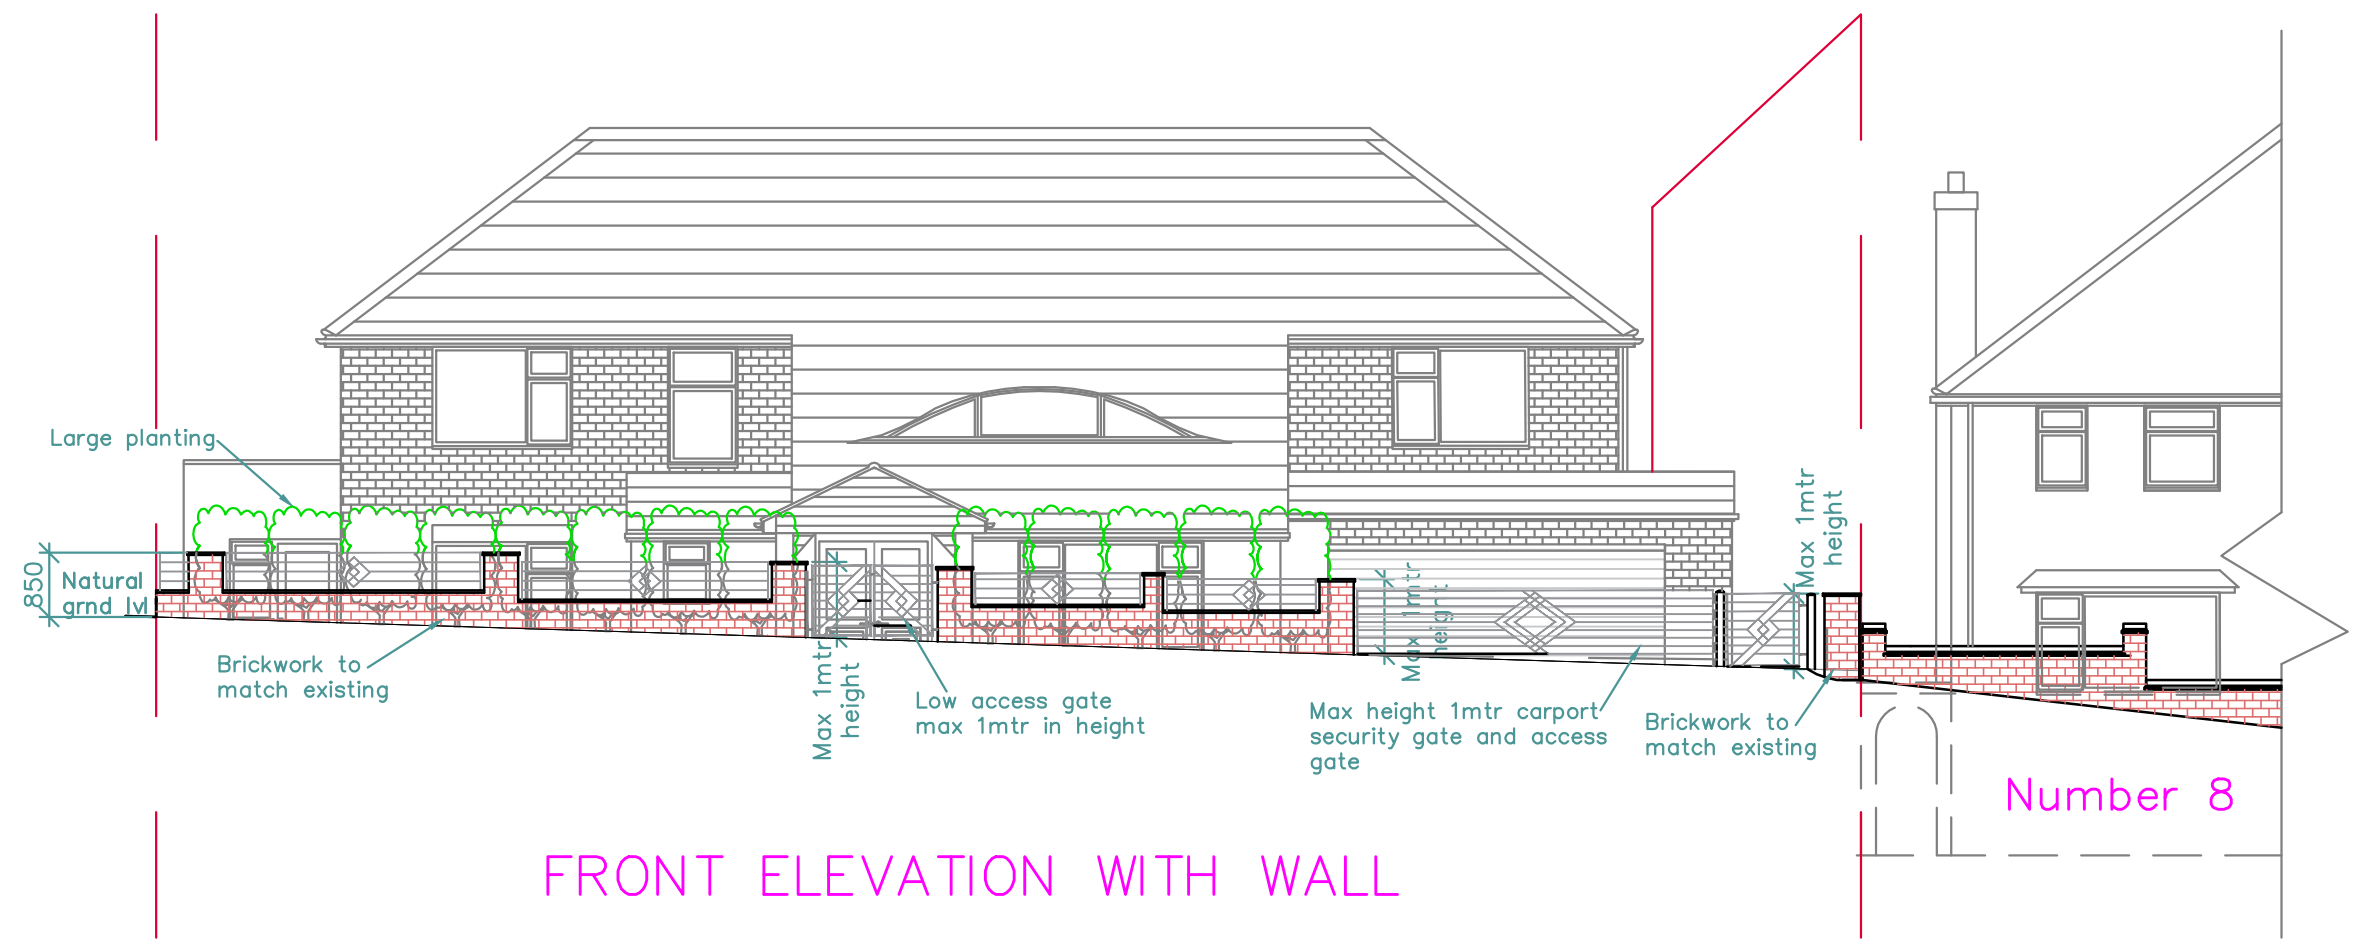 Large planting
850
Natural
grnd lvl
Brickwork to
match existing
Max 1mtr
height
Low access gate
max 1mtr in height
Max 1mtr
height
Max height 1mtr carport
security gate and access
gate
Max 1mtr
height
Brickwork to
match existing
Number 8
FRONT ELEVATION WITH WALL